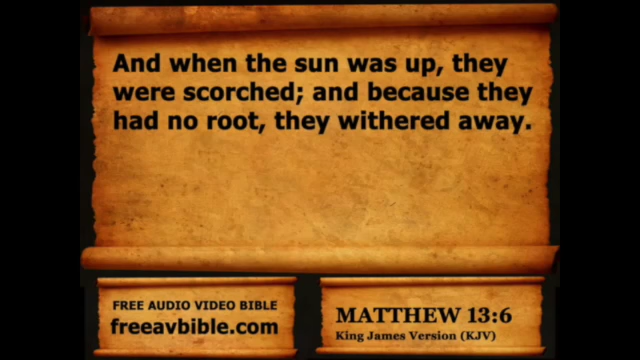 And when the sun was up, they
were scorched; and because they
had no root, they withered away.
FREE AUDIO VIDEO BIBLE
freeavbible.com
MATTHEW 13:6
King James Version (KJV)